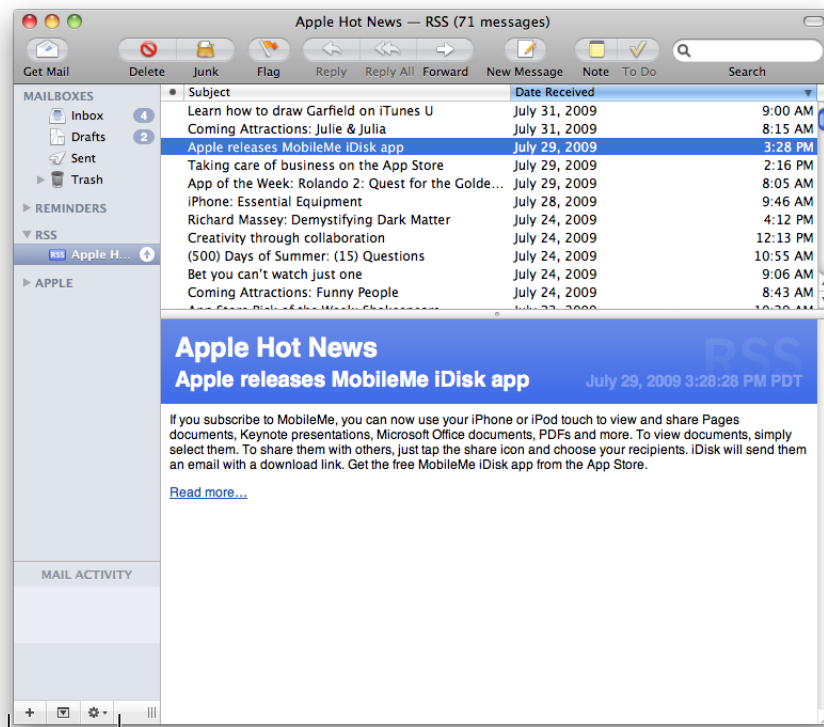 Apple Hot News — RSS (71 messages)
Get Mail Delete Junk Flag Reply Reply All Forward New Message Note To Do Search
MAILBOXES
Inbox 4
Drafts 2
Sent
Trash
REMINDERS
RSS
RSS Apple H...
APPLE
Subject Date Received
Learn how to draw Garfield on iTunes U July 31, 2009 9:00 AM
Coming Attractions: Julie & Julia July 31, 2009 8:15 AM
Apple releases MobileMe iDisk app July 29, 2009 3:28 PM
Taking care of business on the App Store July 29, 2009 2:16 PM
App of the Week: Rolando 2: Quest for the Golde... July 29, 2009 8:05 AM
iPhone: Essential Equipment July 28, 2009 9:46 AM
Richard Massey: Demystifying Dark Matter July 24, 2009 4:12 PM
Creativity through collaboration July 24, 2009 12:13 PM
(500) Days of Summer: (15) Questions July 24, 2009 10:55 AM
Bet you can't watch just one July 24, 2009 9:06 AM
Coming Attractions: Funny People July 24, 2009 8:43 AM
Apple Hot News RSS
Apple releases MobileMe iDisk app July 29, 2009 3:28:28 PM PDT
If you subscribe to MobileMe, you can now use your iPhone or iPod touch to view and share Pages
documents, Keynote presentations, Microsoft Office documents, PDFs and more. To view documents, simply
select them. To share them with others, just tap the share icon and choose your recipients. iDisk will send them
an email with a download link. Get the free MobileMe iDisk app from the App Store.
Read more…
MAIL ACTIVITY